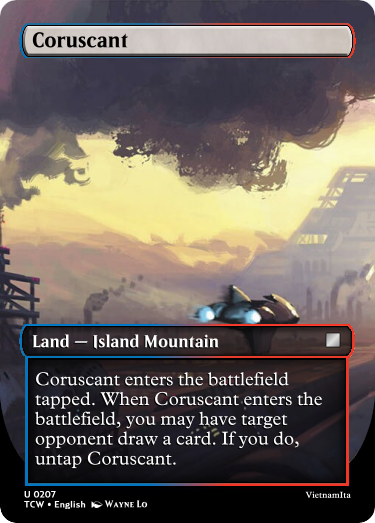 Coruscant
Land — Island Mountain
Coruscant enters the battlefield
tapped. When Coruscant enters the
battlefield, you may have target
opponent draw a card. If you do,
untap Coruscant.
U 0207
TCW • English Wayne Lo
VietnamIta